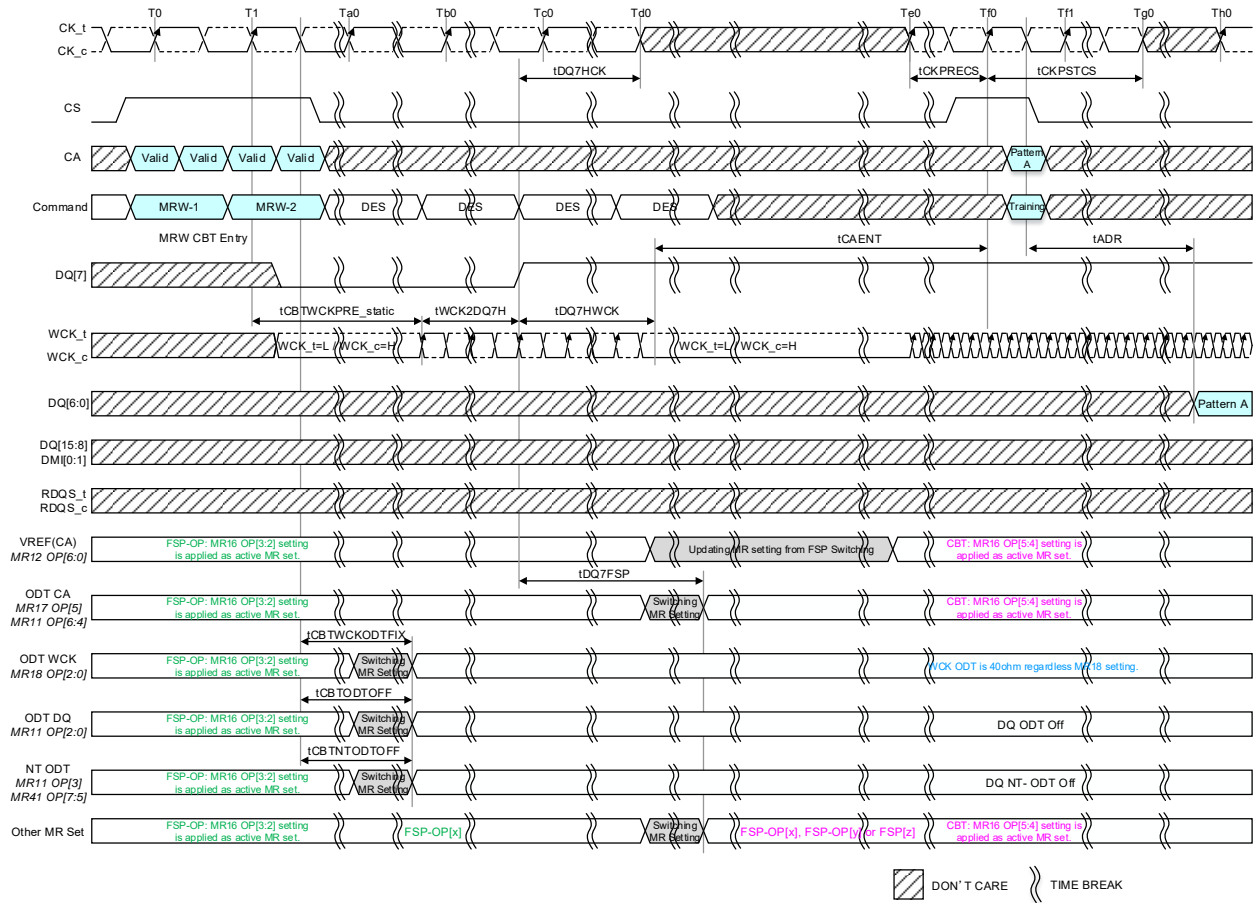 T0 T1 Ta0 Tb0 Tc0 Td0 Te0 Tf0 Tf1 Tg0 Th0
CK_t
CK_c
tDQ7HCK tCKPRECS tCKPSTCS
CS
CA Valid Valid Valid Valid Pattern
A
Command MRW-1 MRW-2 DES DES DES DES Training
MRW CBT Entry tCAENT tADR
DQ[7]
tCBTWCKPRE_static tWCK2DQ7H tDQ7HWCK
WCK_t
WCK_t=L / WCK_c=H WCK_t=L / WCK_c=H
WCK_c
DQ[6:0] Pattern A
DQ[15:8]
DMI[0:1]
RDQS_t
RDQS_c
VREF(CA) FSP-OP: MR16 OP[3:2] setting Updating MR setting from FSP Switching CBT: MR16 OP[5:4] setting is
MR12 OP[6:0] is applied as active MR set. applied as active MR set.
tDQ7FSP
ODT CA FSP-OP: MR16 OP[3:2] setting Switching CBT: MR16 OP[5:4] setting is
MR17 OP[5] is applied as active MR set. MR Setting applied as active MR set.
MR11 OP[6:4]
tCBTWCKODTFIX
ODT WCK FSP-OP: MR16 OP[3:2] setting Switching WCK ODT is 40ohm regardless MR18 setting.
MR18 OP[2:0] is applied as active MR set. MR Setting
tCBTODTOFF
ODT DQ FSP-OP: MR16 OP[3:2] setting Switching DQ ODT Off
MR11 OP[2:0] is applied as active MR set. MR Setting
tCBTNTODTOFF
NT ODT FSP-OP: MR16 OP[3:2] setting Switching DQ NT- ODT Off
MR11 OP[3] is applied as active MR set. MR Setting
MR41 OP[7:5]
Other MR Set FSP-OP: MR16 OP[3:2] setting FSP-OP[x] Switching FSP-OP[x], FSP-OP[y] or FSP[z] CBT: MR16 OP[5:4] setting is
is applied as active MR set. MR Setting applied as active MR set.
DON'T CARE TIME BREAK